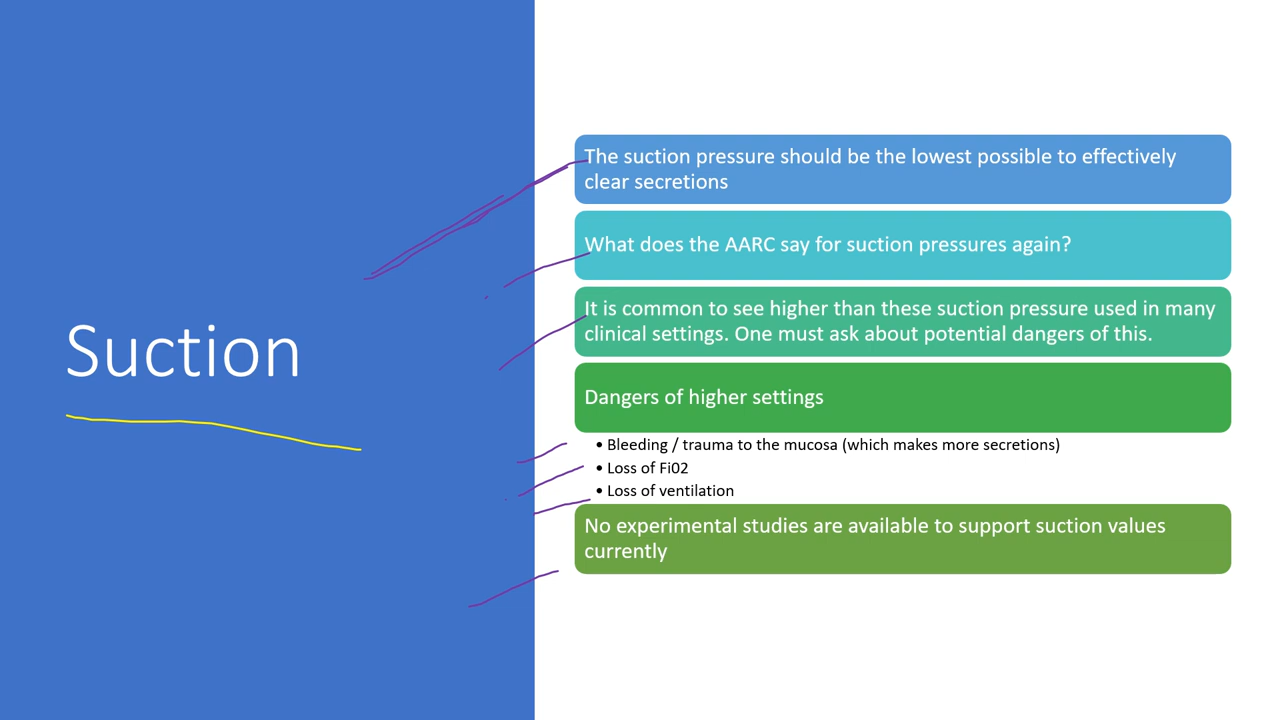 Suction
The suction pressure should be the lowest possible to effectively
clear secretions
What does the AARC say for suction pressures again?
It is common to see higher than these suction pressure used in many
clinical settings. One must ask about potential dangers of this.
Dangers of higher settings
• Bleeding / trauma to the mucosa (which makes more secretions)
• Loss of Fi02
• Loss of ventilation
No experimental studies are available to support suction values
currently